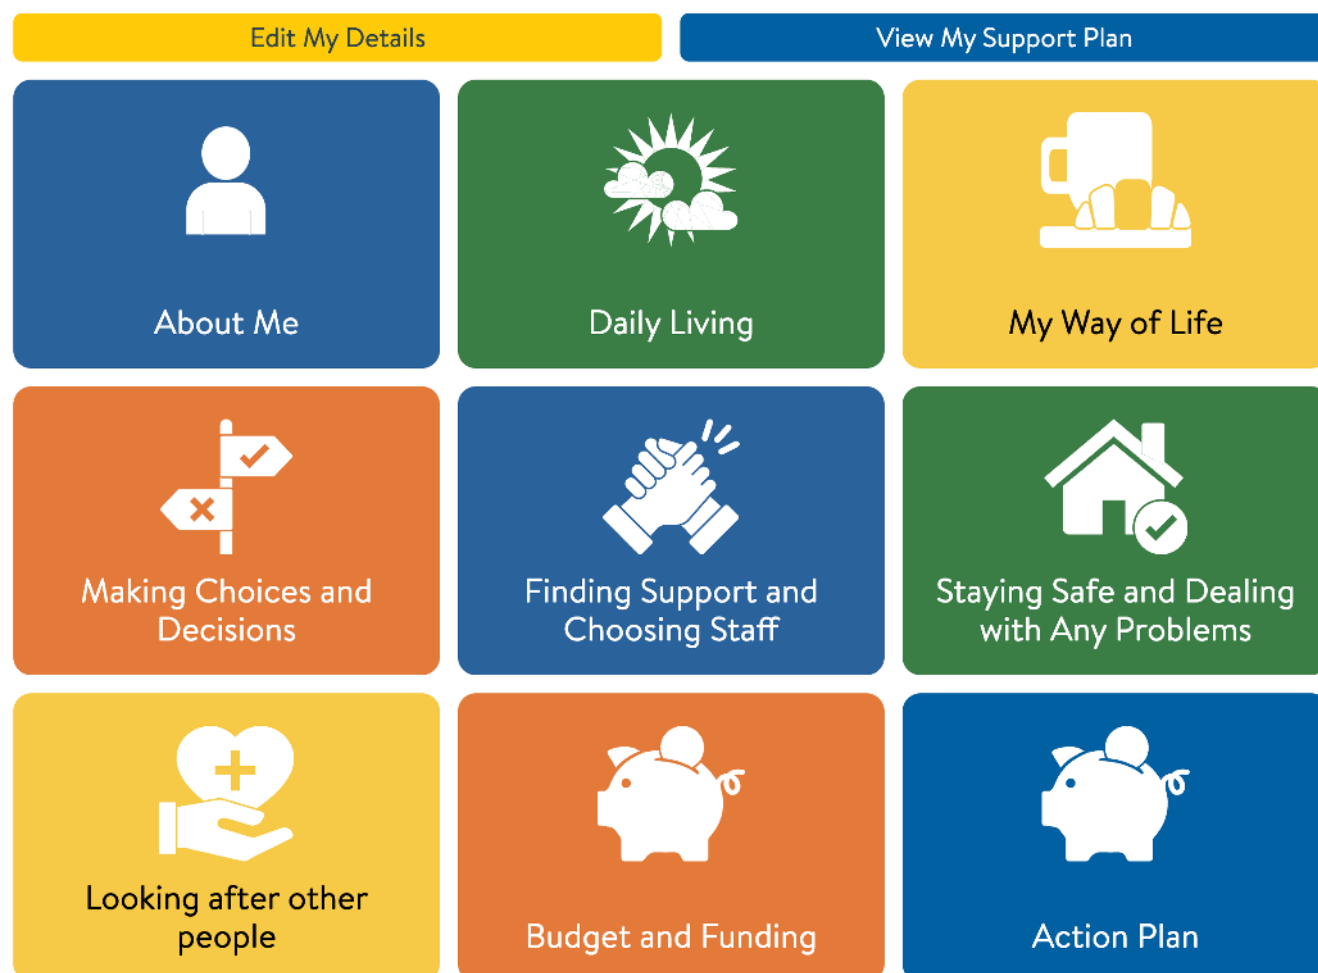 Edit My Details
View My Support Plan
About Me
Daily Living
My Way of Life
Making Choices and
Decisions
Finding Support and
Choosing Staff
Staying Safe and Dealing
with Any Problems
Looking after other
people
Budget and Funding
Action Plan